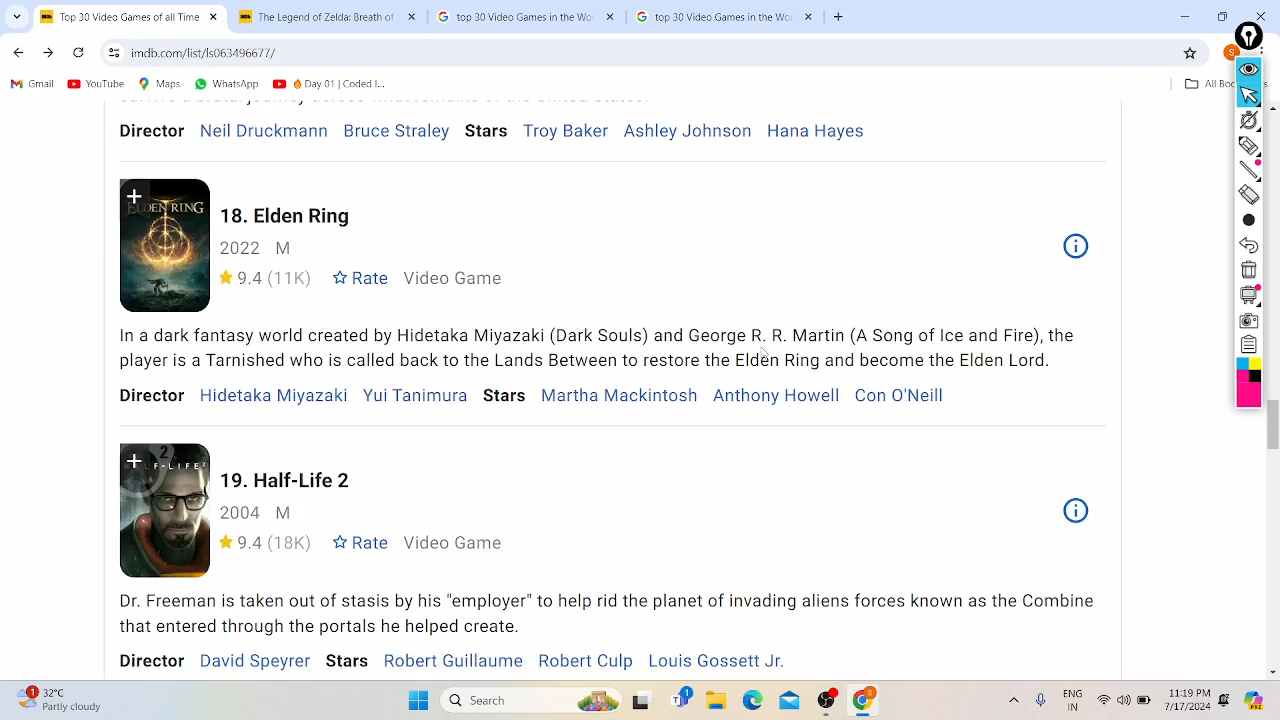 Top 30 Video Games of all Time
The Legend of Zelda: Breath of
top 20 Video Games in the Wor
top 30 Video Games in the Wor
imdb.com/list/ls063496677/
S
Gmail
YouTube
Maps
WhatsApp
Day 01 | Coded I...
All Boo
Director Neil Druckmann Bruce Straley Stars Troy Baker Ashley Johnson Hana Hayes
ELDEN RING
18. Elden Ring
2022 M
9.4 (11K) Rate Video Game
In a dark fantasy world created by Hidetaka Miyazaki (Dark Souls) and George R. R. Martin (A Song of Ice and Fire), the
player is a Tarnished who is called back to the Lands Between to restore the Elden Ring and become the Elden Lord.
Director Hidetaka Miyazaki Yui Tanimura Stars Martha Mackintosh Anthony Howell Con O'Neill
2
HALF-LIFE²
19. Half-Life 2
2004 M
9.4 (18K) Rate Video Game
Dr. Freeman is taken out of stasis by his "employer" to help rid the planet of invading aliens forces known as the Combine
that entered through the portals he helped create.
Director David Speyrer Stars Robert Guillaume Robert Culp Louis Gossett Jr.
1
32°C
Partly cloudy
Search
1
S
ENG
IN
11:19 PM
7/17/2024
PRE